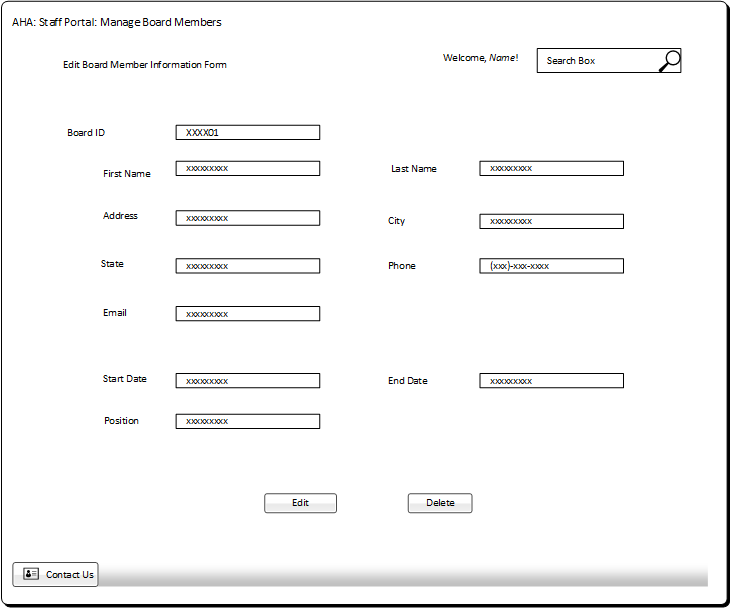 AHA: Staff Portal: Manage Board Members
Welcome, Name!
Search Box
Edit Board Member Information Form
Board ID
XXXX01
First Name
xxxxxxxxx
Last Name
xxxxxxxxx
Address
xxxxxxxxx
City
xxxxxxxxx
State
xxxxxxxxx
Phone
(xxx)-xxx-xxxx
Email
xxxxxxxxx
Start Date
xxxxxxxxx
End Date
xxxxxxxxx
Position
xxxxxxxxx
Edit
Delete
Contact Us